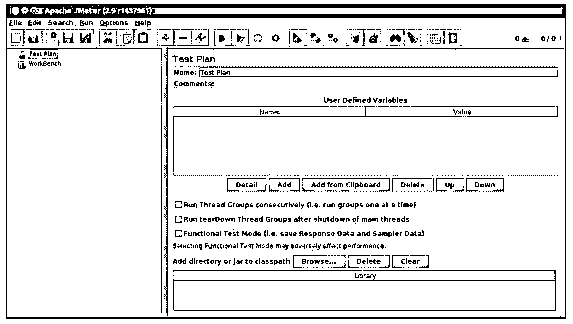 Apache JMeter (2.9 r1437961)
File Edit Search Run Options Help
0 / 0
Test Plan
WorkBench
Test Plan
Name: Test Plan
Comments:
User Defined Variables
Name: Value
Detail Add Add from Clipboard Delete Up Down
Run Thread Groups consecutively (i.e. run groups one at a time)
Run tearDown Thread Groups after shutdown of main threads
Functional Test Mode (i.e. save Response Data and Sampler Data)
Selecting Functional Test Mode may adversely affect performance.
Add directory or jar to classpath Browse... Delete Clear
Library